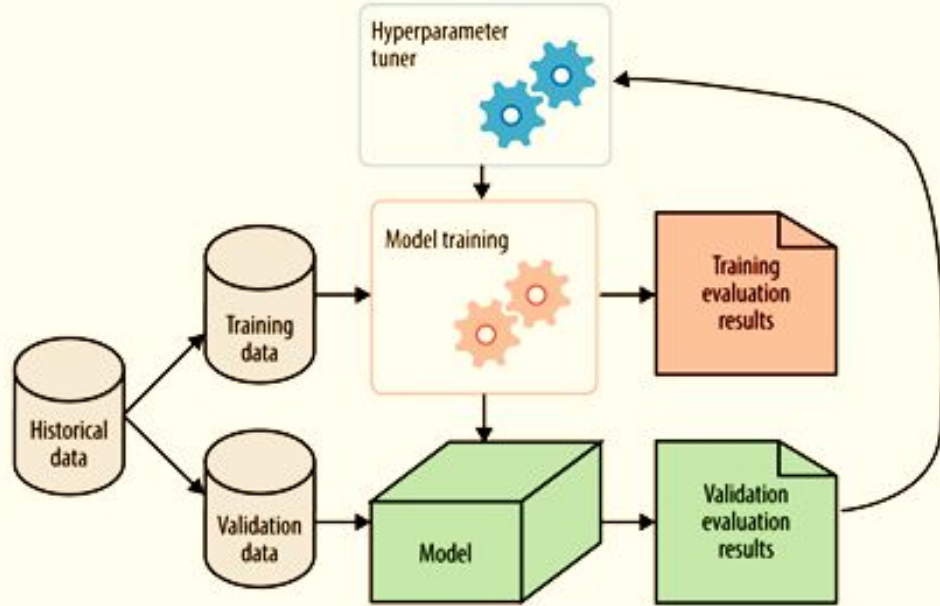 Hyperparameter
tuner
Model training
Training
evaluation
results
Training
data
Historical
data
Validation
data
Model
Validation
evaluation
results